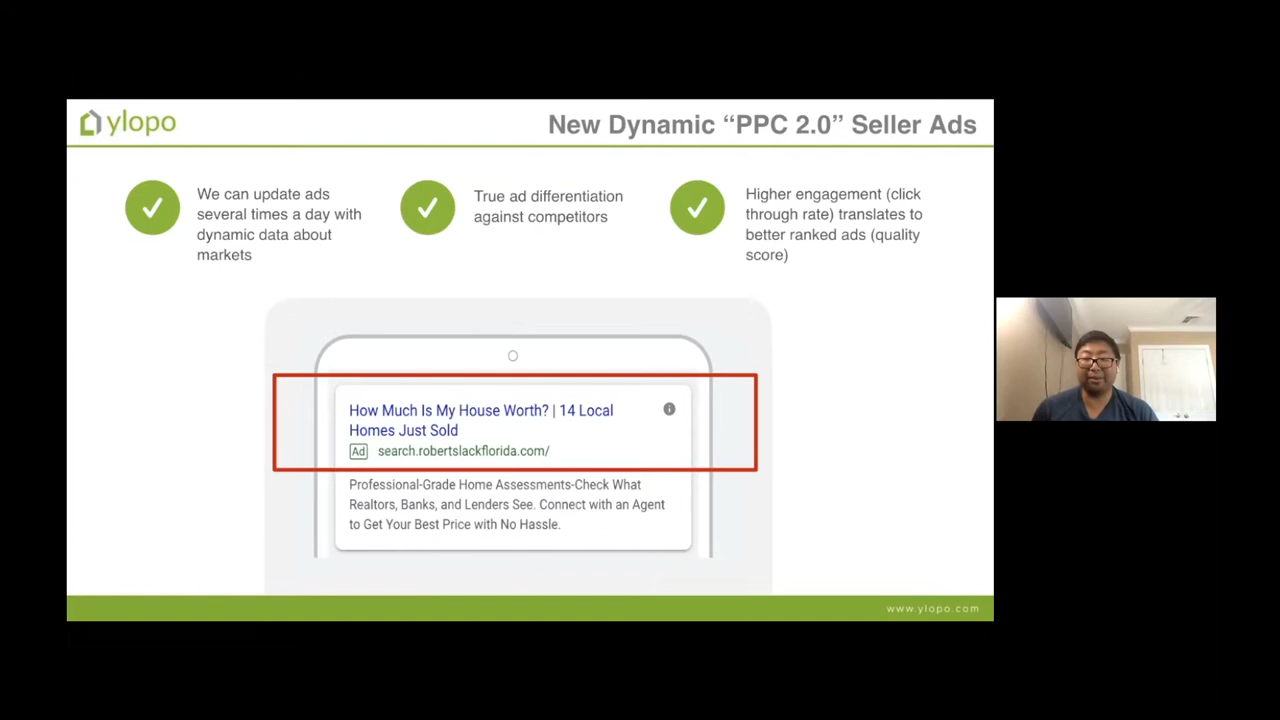 ylopo
New Dynamic “PPC 2.0” Seller Ads
We can update ads
several times a day with
dynamic data about
markets
True ad differentiation
against competitors
Higher engagement (click
through rate) translates to
better ranked ads (quality
score)
How Much Is My House Worth? | 14 Local
Homes Just Sold
Ad search.robertslackflorida.com/
Professional-Grade Home Assessments-Check What
Realtors, Banks, and Lenders See. Connect with an Agent
to Get Your Best Price with No Hassle.
www.ylopo.com